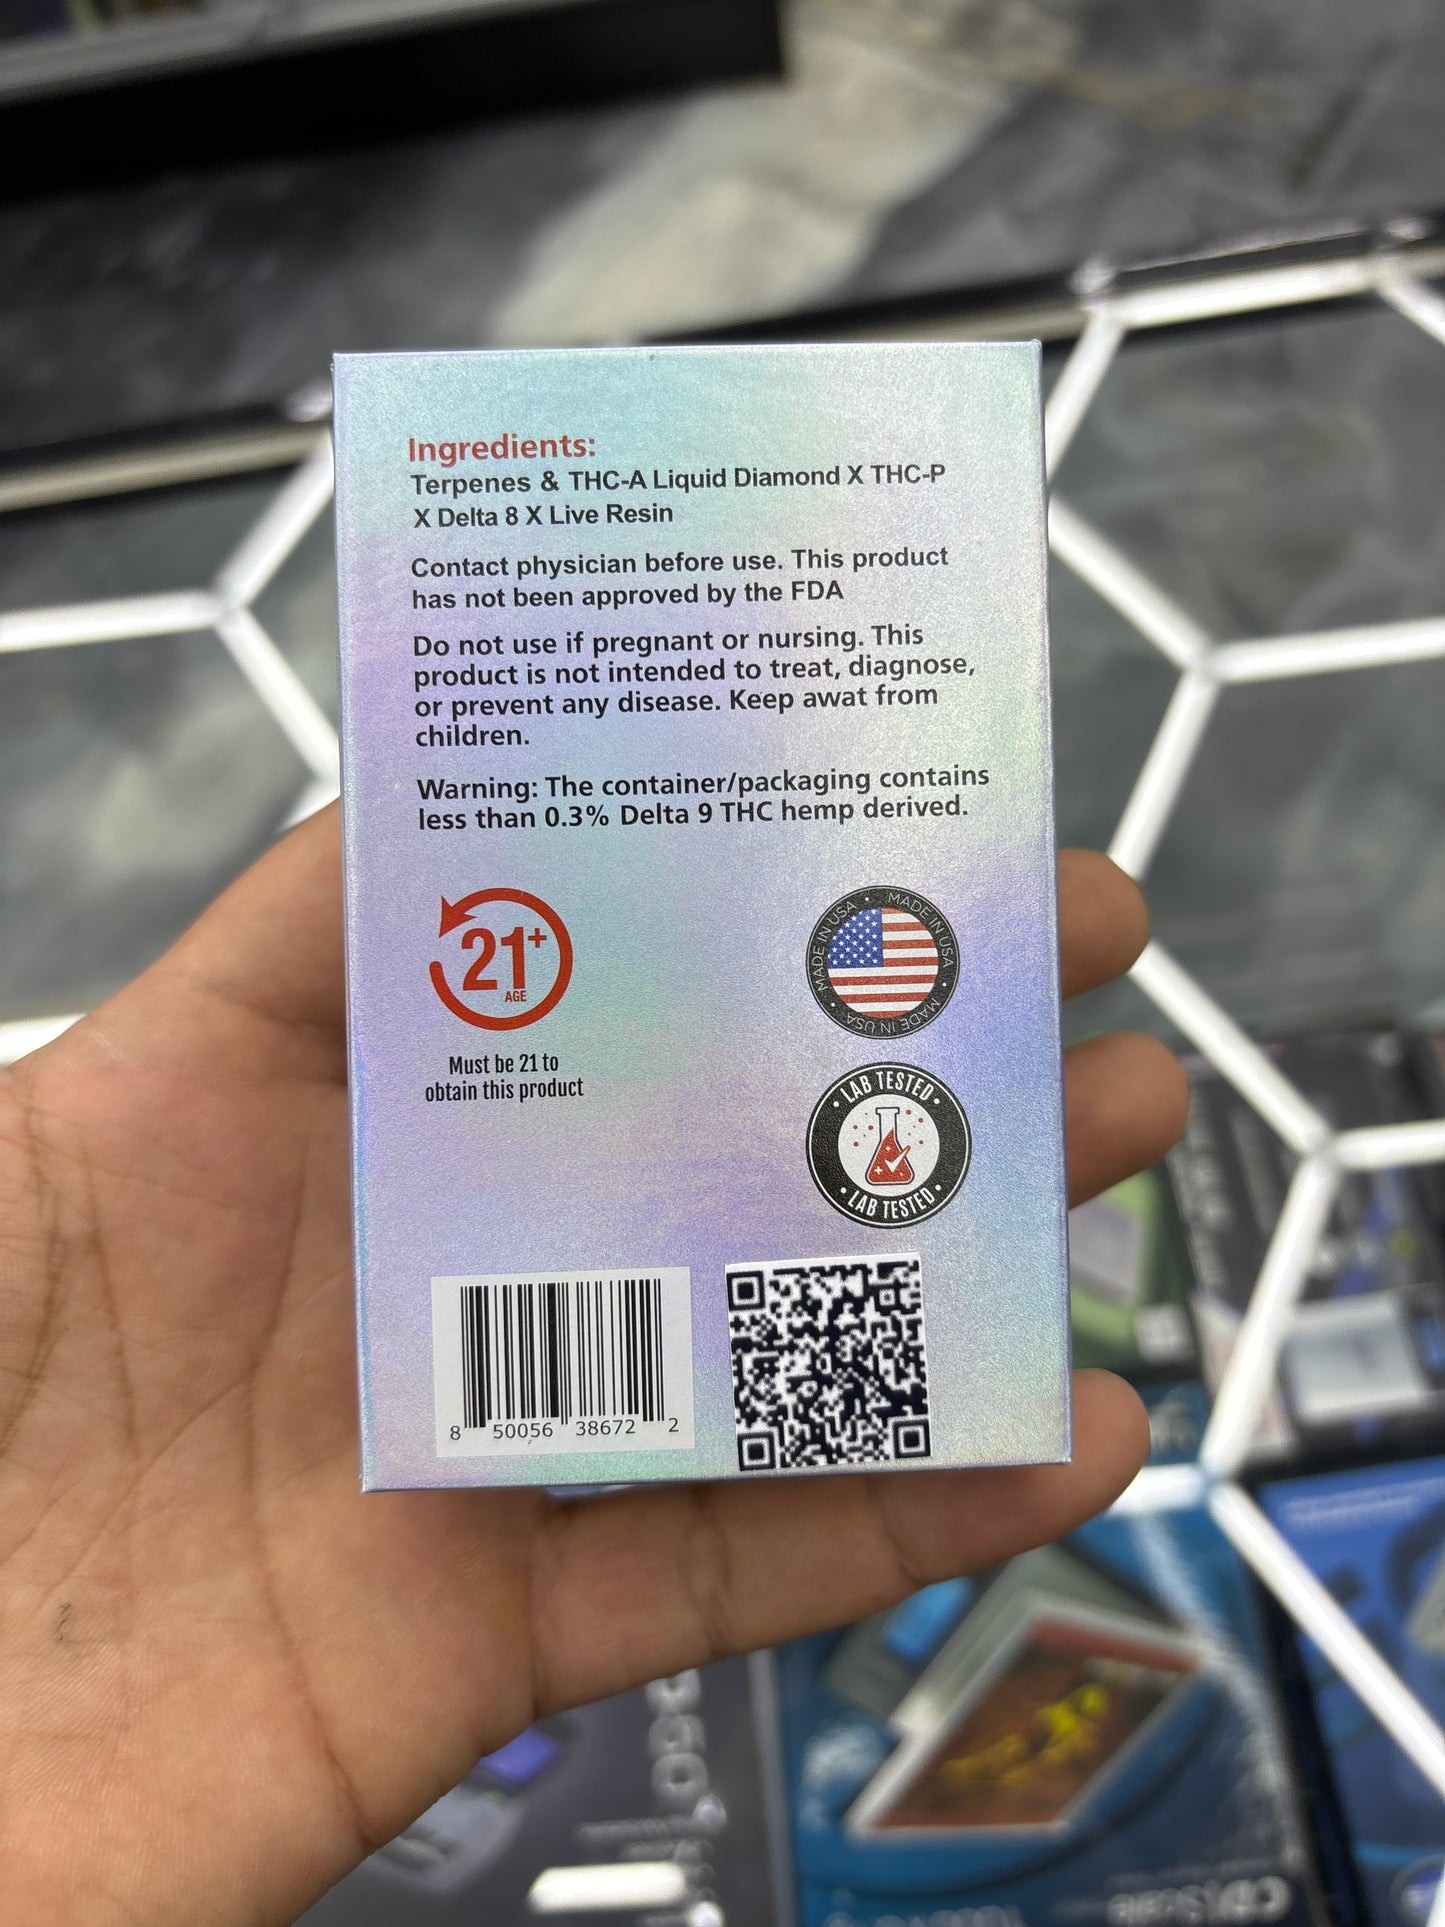 Ingredients:
Terpenes & THC-A Liquid Diamond X THC-P
X Delta 8 X Live Resin
Contact physician before use. This product
has not been approved by the FDA
Do not use if pregnant or nursing. This
product is not intended to treat, diagnose,
or prevent any disease. Keep awat from
children.
Warning: The container/packaging contains
less than 0.3% Delta 9 THC hemp derived.
21+
AGE
Must be 21 to
obtain this product
MADE IN USA • MADE IN USA • MADE IN USA •
• LAB TESTED •
• LAB TESTED •
8 50056 38672 2